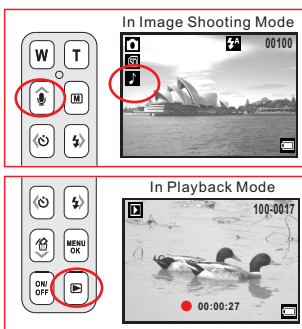 In Image Shooting Mode
W T
00100
M
In Playback Mode
100-0017
MENU
OK
ON/
OFF
00:00:27